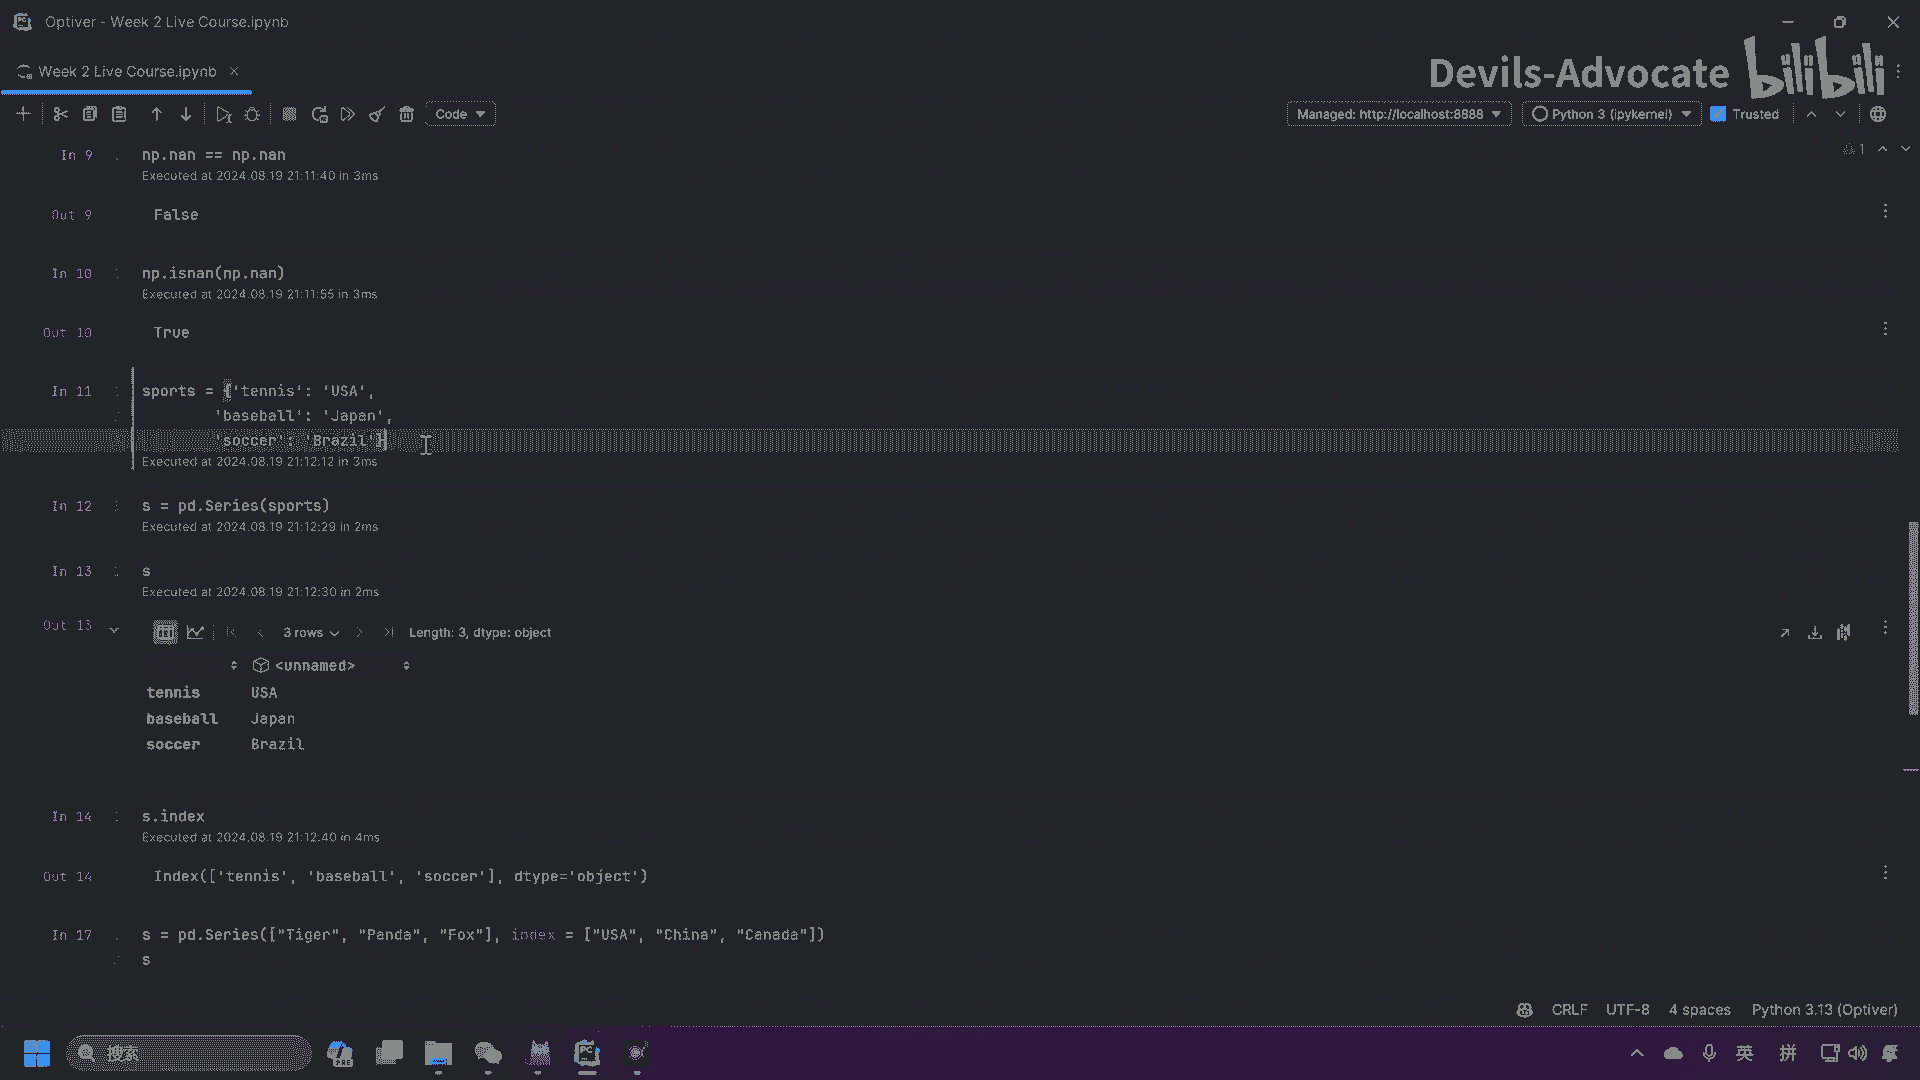 Optiver - Week 2 Live Course.ipynb
Week 2 Live Course.ipynb
Devils-Advocate bilibili
Code
Managed: http://localhost:8888
Python 3 (ipykernel)
Trusted
In 9
np.nan == np.nan
1
Executed at 2024.08.19 21:11:40 in 3ms
Out 9
False
In 10
np.isnan(np.nan)
Executed at 2024.08.19 21:11:55 in 3ms
Out 10
True
In 11
sports = {'tennis': 'USA',
'baseball': 'Japan',
'soccer': 'Brazil'}
Executed at 2024.08.19 21:12:12 in 3ms
In 12
s = pd.Series(sports)
Executed at 2024.08.19 21:12:29 in 2ms
In 13
s
Executed at 2024.08.19 21:12:30 in 2ms
Out 13
3 rows
Length: 3, dtype: object
<unnamed>
tennis USA
baseball Japan
soccer Brazil
In 14
s.index
Executed at 2024.08.19 21:12:40 in 4ms
Out 14
Index(['tennis', 'baseball', 'soccer'], dtype='object')
In 17
s = pd.Series(["Tiger", "Panda", "Fox"], index = ["USA", "China", "Canada"])
s
CRLF UTF-8 4 spaces Python 3.13 (Optiver)
搜索
PRE
PC
英
拼